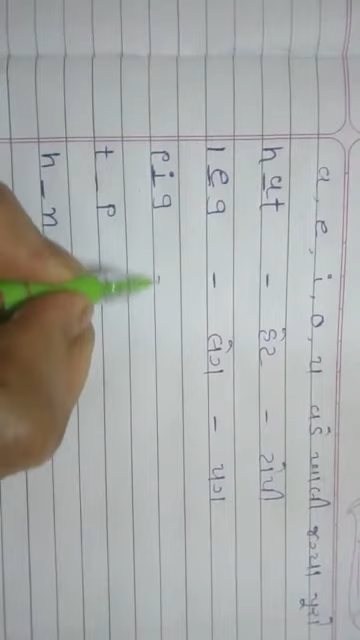 a, e, i, o, u વડે ખાલી જગ્યા પૂરો
hat - હેટ - ટોપી
leg - લેગ - પગ
pig -
t_p
h_n